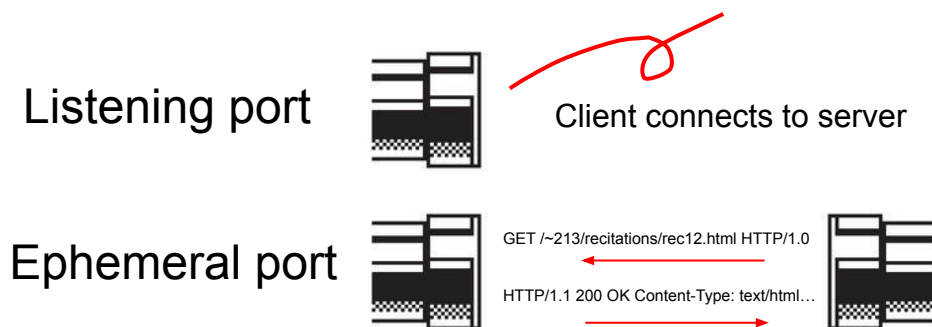 Listening port
Client connects to server
Ephemeral port
GET /~213/recitations/rec12.html HTTP/1.0
HTTP/1.1 200 OK Content-Type: text/html…